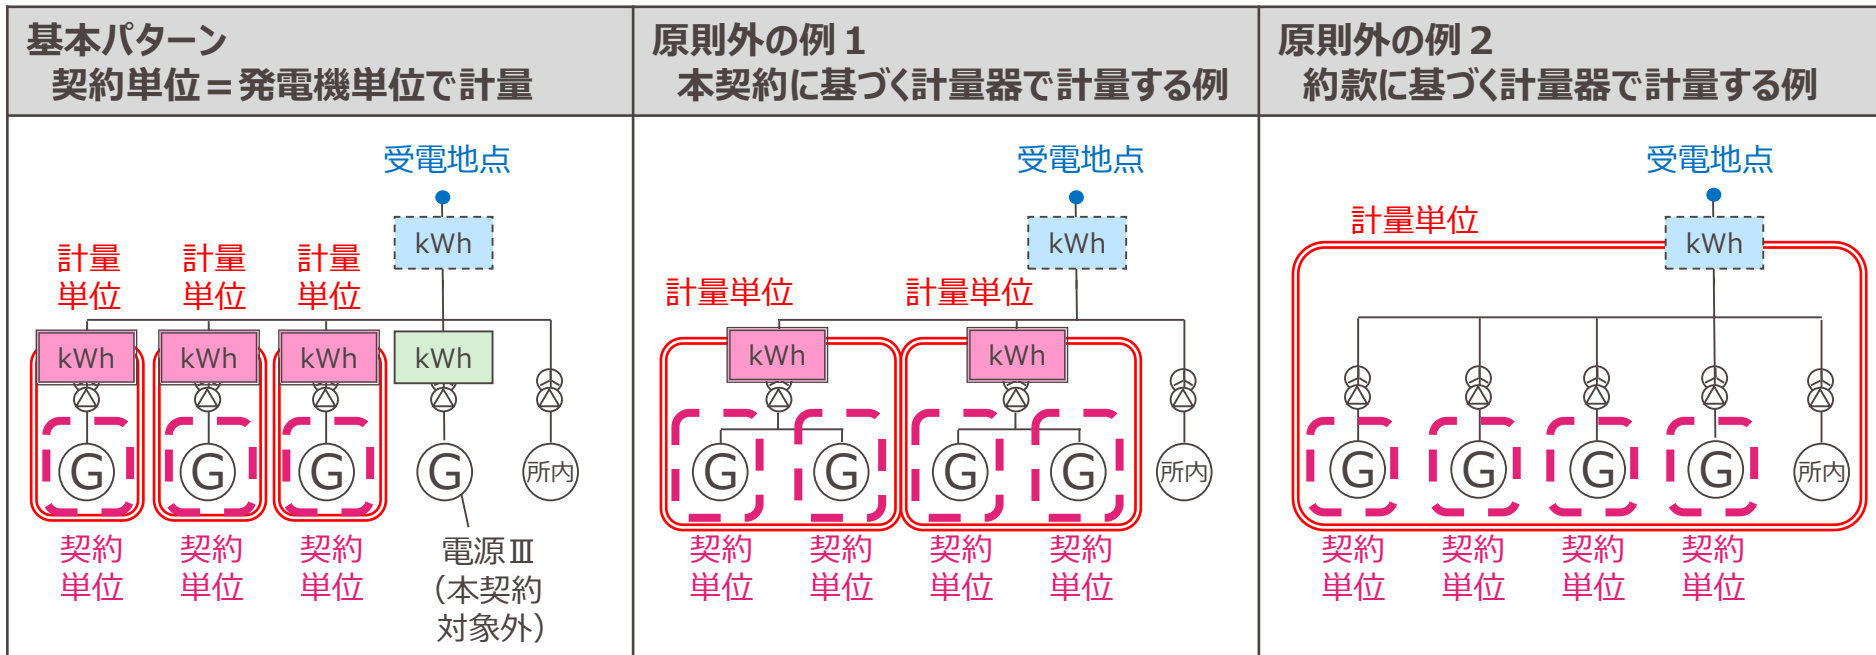 基本パターン
契約単位＝発電機単位で計量
受電地点
kWh
計量 計量 計量
単位 単位 単位
kWh kWh kWh kWh
G G G G 所内
契約 契約 契約
単位 単位 単位
電源Ⅲ
（本契約
対象外）
原則外の例１
本契約に基づく計量器で計量する例
受電地点
kWh
計量単位 計量単位
kWh kWh
G G G G 所内
契約 契約 契約 契約
単位 単位 単位 単位
原則外の例２
約款に基づく計量器で計量する例
受電地点
計量単位
kWh
G G G G 所内
契約 契約 契約 契約
単位 単位 単位 単位